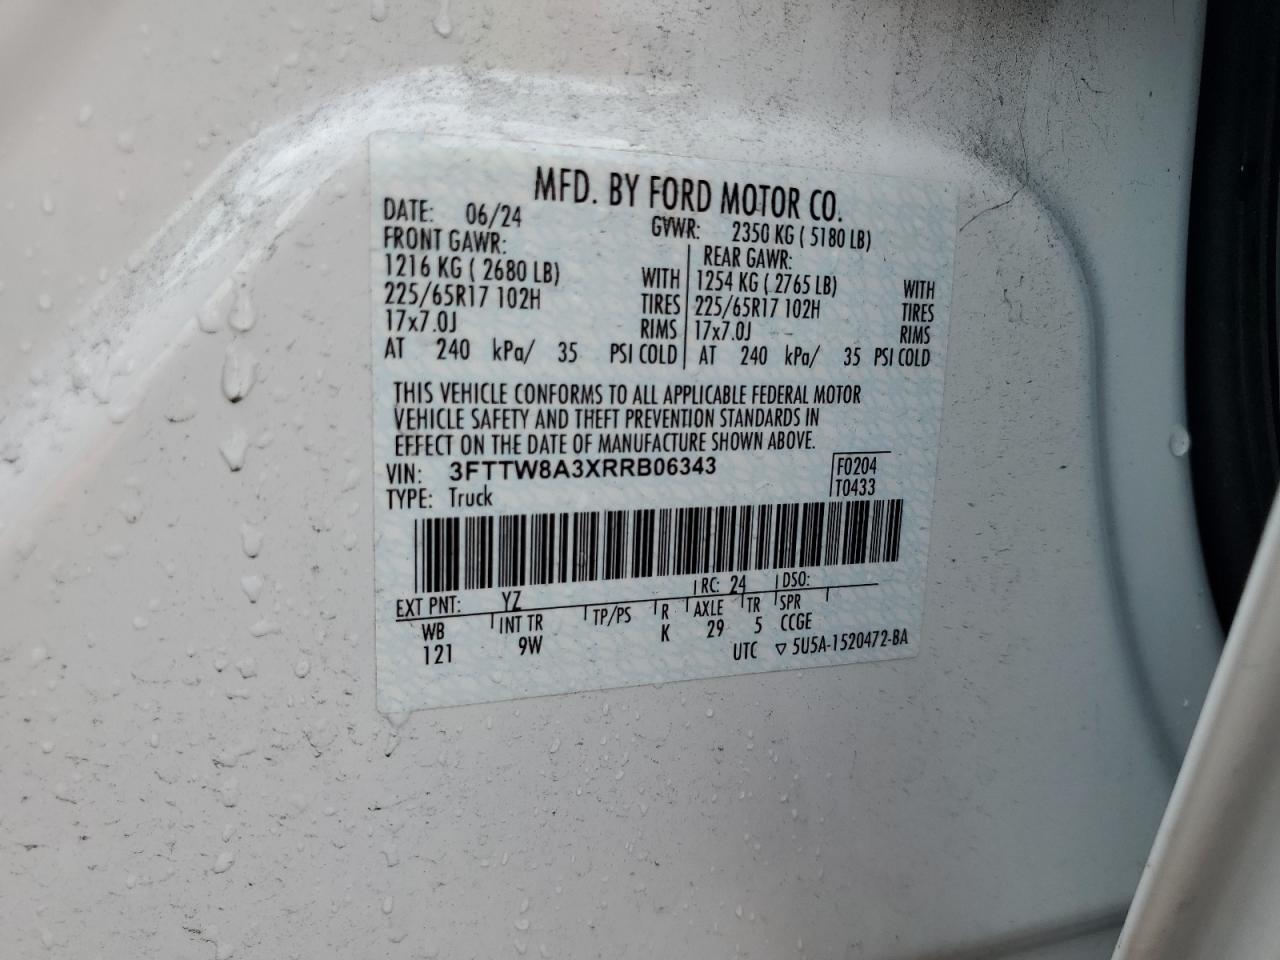 MFD. BY FORD MOTOR CO.
DATE: 06/24 GVWR: 2350 KG ( 5180 LB)
FRONT GAWR: REAR GAWR:
1216 KG ( 2680 LB) WITH 1254 KG ( 2765 LB) WITH
225/65R17 102H TIRES 225/65R17 102H TIRES
17x7.0J RIMS 17x7.0J RIMS
AT 240 kPa/ 35 PSI COLD AT 240 kPa/ 35 PSI COLD
THIS VEHICLE CONFORMS TO ALL APPLICABLE FEDERAL MOTOR
VEHICLE SAFETY AND THEFT PREVENTION STANDARDS IN
EFFECT ON THE DATE OF MANUFACTURE SHOWN ABOVE.
VIN: 3FTTW8A3XRRB06343 F0204
TYPE: Truck T0433
EXT PNT: YZ RC: 24 DSO:
WB INT TR TP/PS R AXLE TR SPR
121 9W K 29 5 CCGE
UTC ▽ 5U5A-1520472-BA